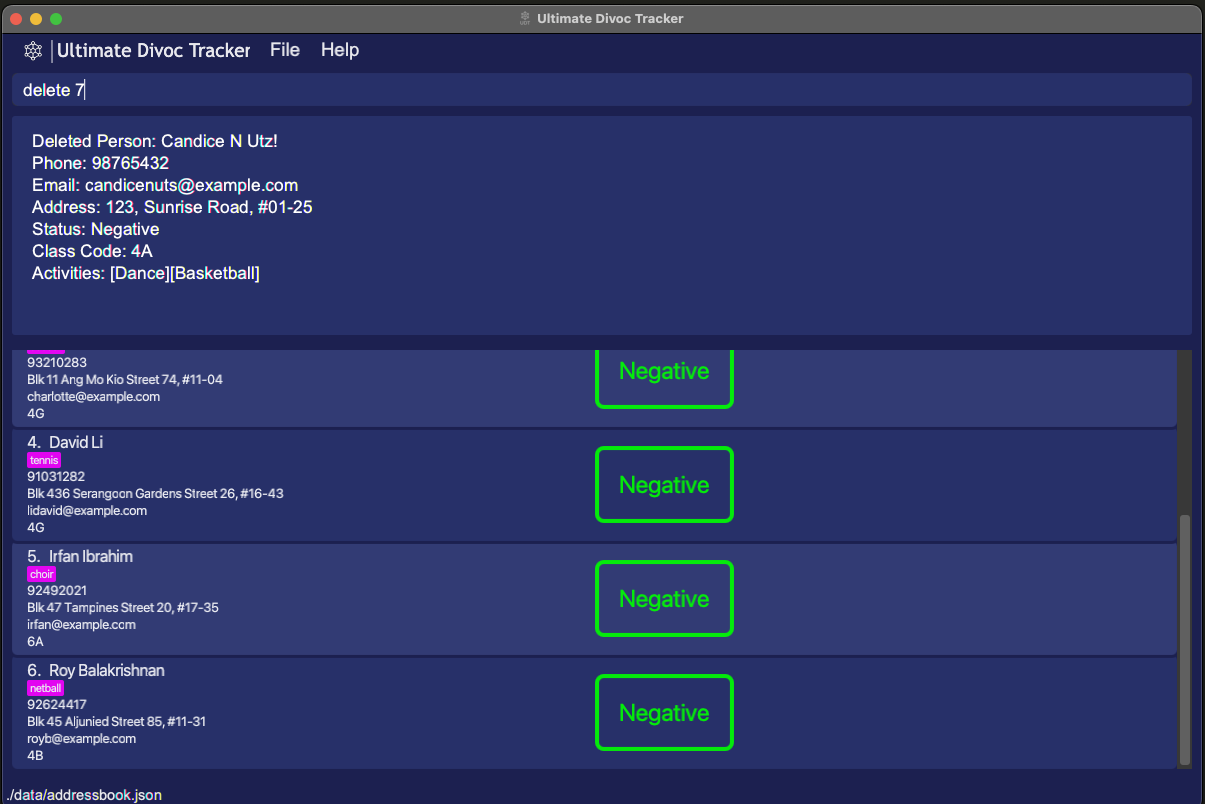 Ultimate Divoc Tracker
Ultimate Divoc Tracker File Help
delete 7
Deleted Person: Candice N Utz!
Phone: 98765432
Email: candicenuts@example.com
Address: 123, Sunrise Road, #01-25
Status: Negative
Class Code: 4A
Activities: [Dance][Basketball]
93210283
Blk 11 Ang Mo Kio Street 74, #11-04
charlotte@example.com
4G
Negative
4. David Li
tennis
91031282
Blk 436 Serangoon Gardens Street 26, #16-43
lidavid@example.com
4G
Negative
5. Irfan Ibrahim
choir
92492021
Blk 47 Tampines Street 20, #17-35
irfan@example.com
6A
Negative
6. Roy Balakrishnan
netball
92624417
Blk 45 Aljunied Street 85, #11-31
royb@example.com
4B
Negative
./data/addressbook.json